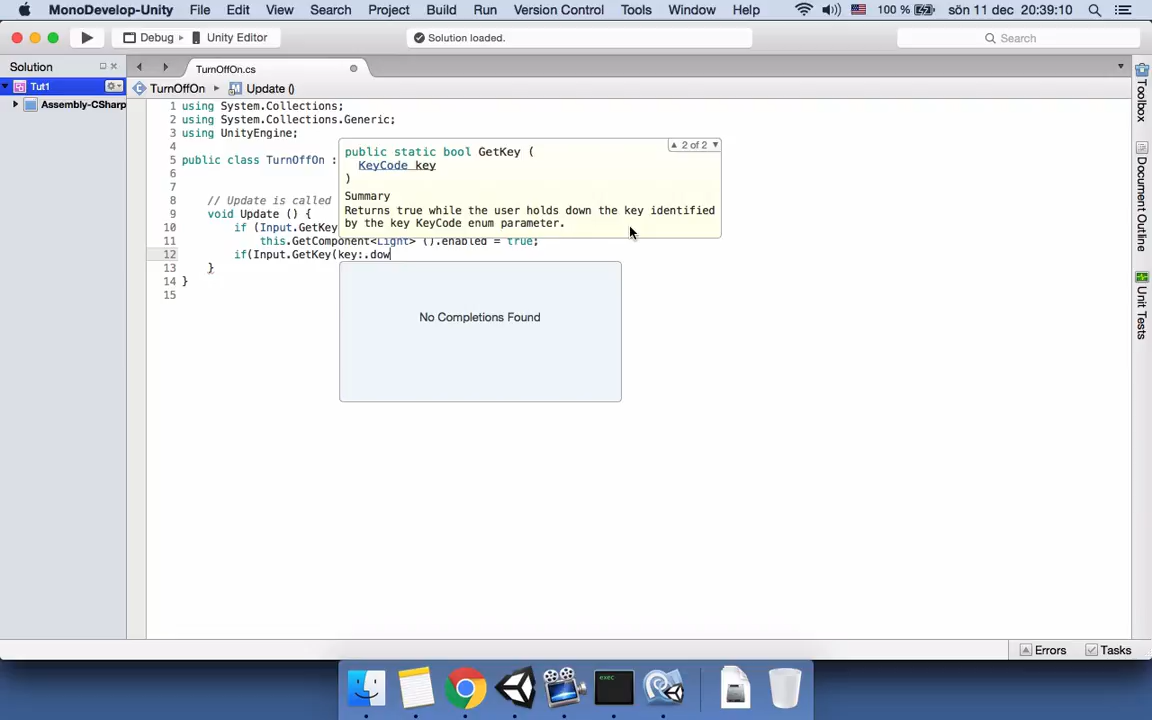 MonoDevelop-Unity File Edit View Search Project Build Run Version Control Tools Window Help 100 % sön 11 dec 20:39:10
Debug Unity Editor Solution loaded. Search
Solution TurnOffOn.cs
Tut1 TurnOffOn Update ()
Assembly-CSharp
1 using System.Collections;
2 using System.Collections.Generic;
3 using UnityEngine;
4
5 public class TurnOffOn :
6
7
8 // Update is called
9 void Update () {
10 if (Input.GetKey
11 this.GetComponent<Light> ().enabled = true;
12 if(Input.GetKey(key:.dow
13 }
14 }
15
2 of 2
public static bool GetKey (
KeyCode key
)
Summary
Returns true while the user holds down the key identified
by the key KeyCode enum parameter.
No Completions Found
Toolbox
Document Outline
Unit Tests
Errors Tasks
exec